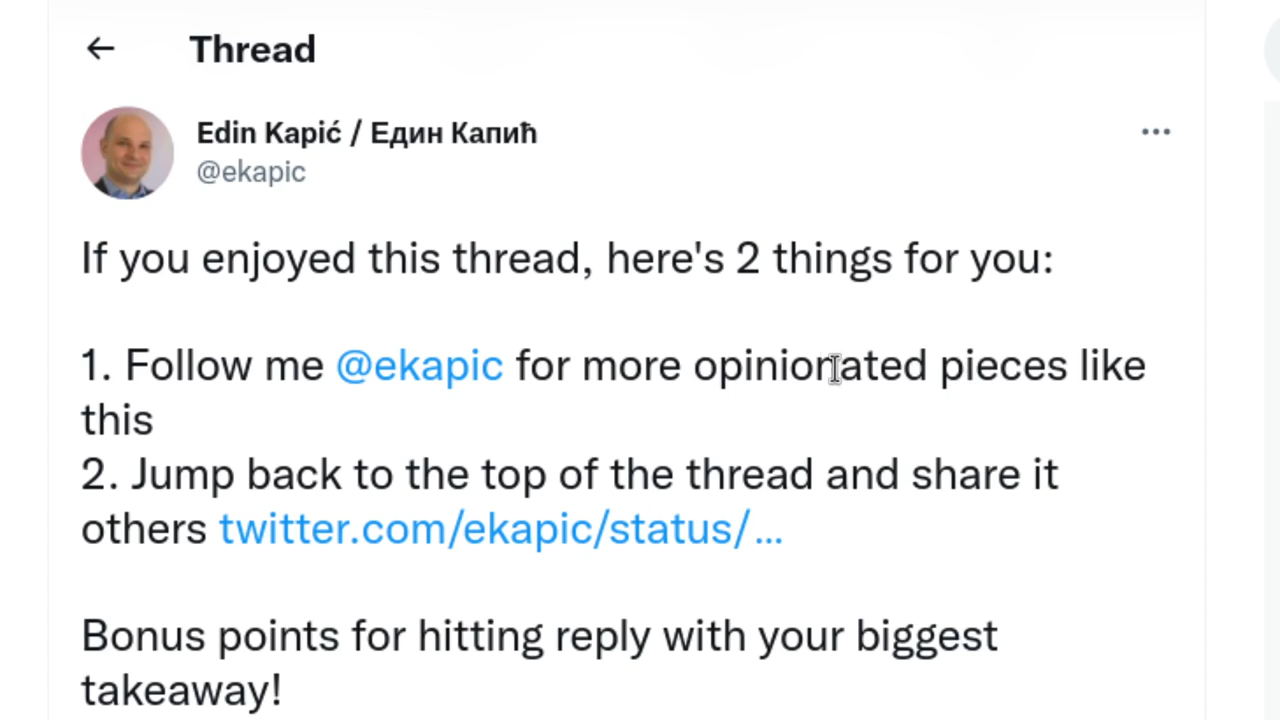 Thread
Edin Kapić / Един Капић
@ekapic
If you enjoyed this thread, here's 2 things for you:
1. Follow me @ekapic for more opinionated pieces like
this
2. Jump back to the top of the thread and share it
others twitter.com/ekapic/status/…
Bonus points for hitting reply with your biggest
takeaway!